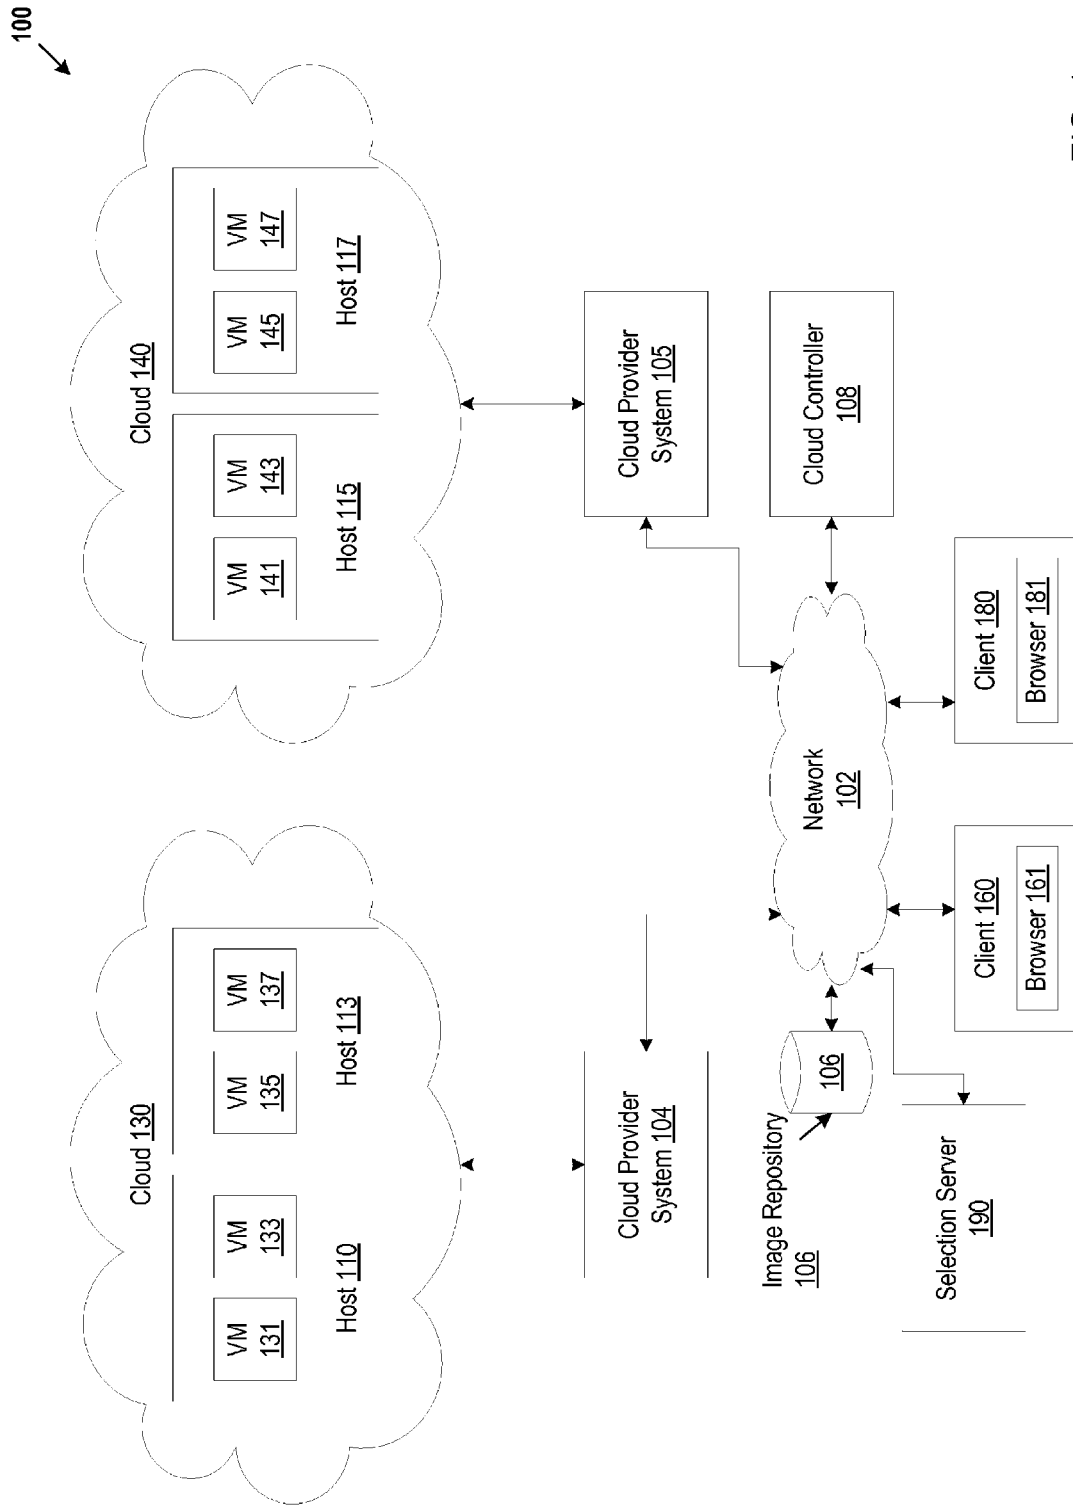 100
Cloud 130
VM
131
VM
133
Host 110
VM
135
VM
137
Host 113
Cloud 140
VM
141
VM
143
Host 115
VM
145
VM
147
Host 117
Cloud Provider
System 104
Cloud Provider
System 105
Image Repository
106
106
Network
102
Cloud Controller
108
Selection Server
190
Client 160
Browser 161
Client 180
Browser 181